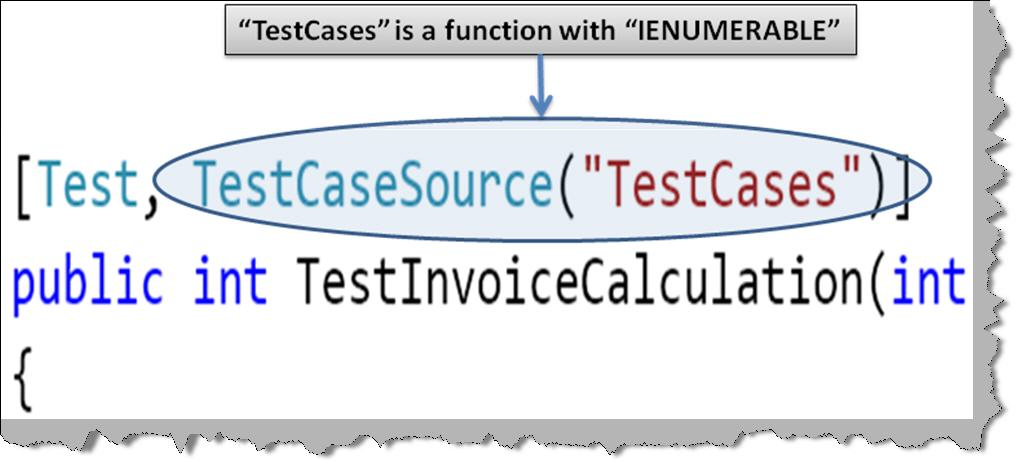 “TestCases” is a function with “IENUMERABLE”
[Test, TestCaseSource("TestCases")]
public int TestInvoiceCalculation(int
{